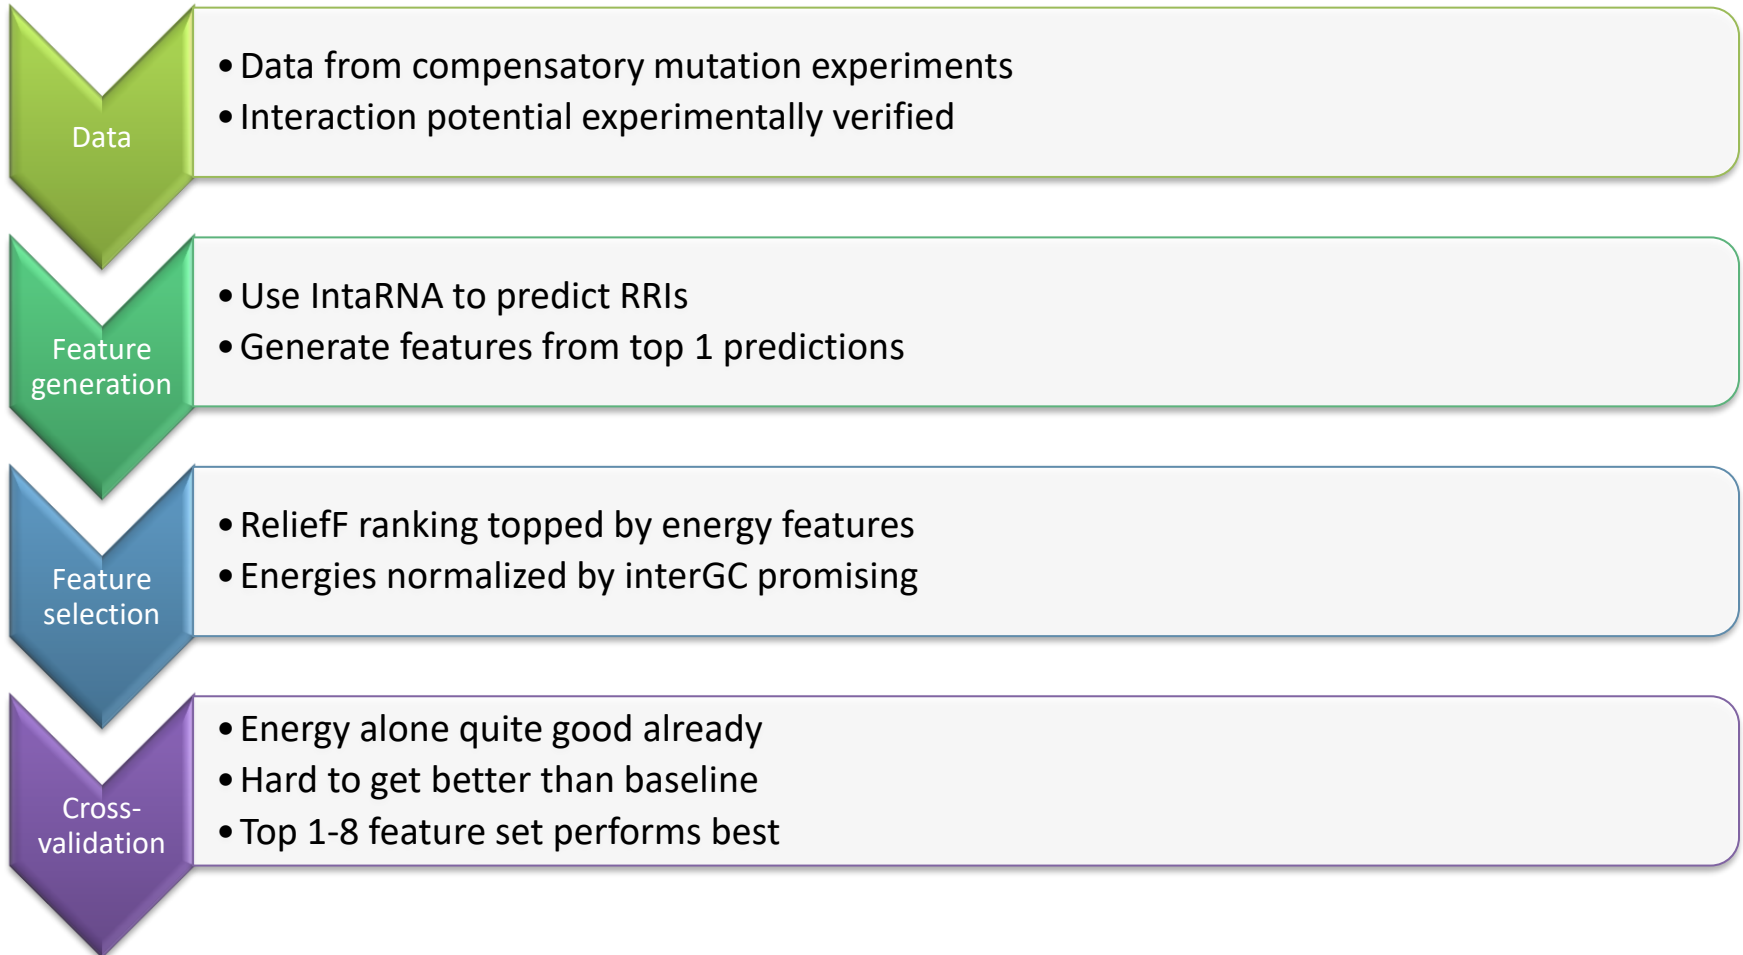 Data
• Data from compensatory mutation experiments
• Interaction potential experimentally verified
Feature
generation
• Use IntaRNA to predict RRIs
• Generate features from top 1 predictions
Feature
selection
• ReliefF ranking topped by energy features
• Energies normalized by interGC promising
Cross-
validation
• Energy alone quite good already
• Hard to get better than baseline
• Top 1-8 feature set performs best